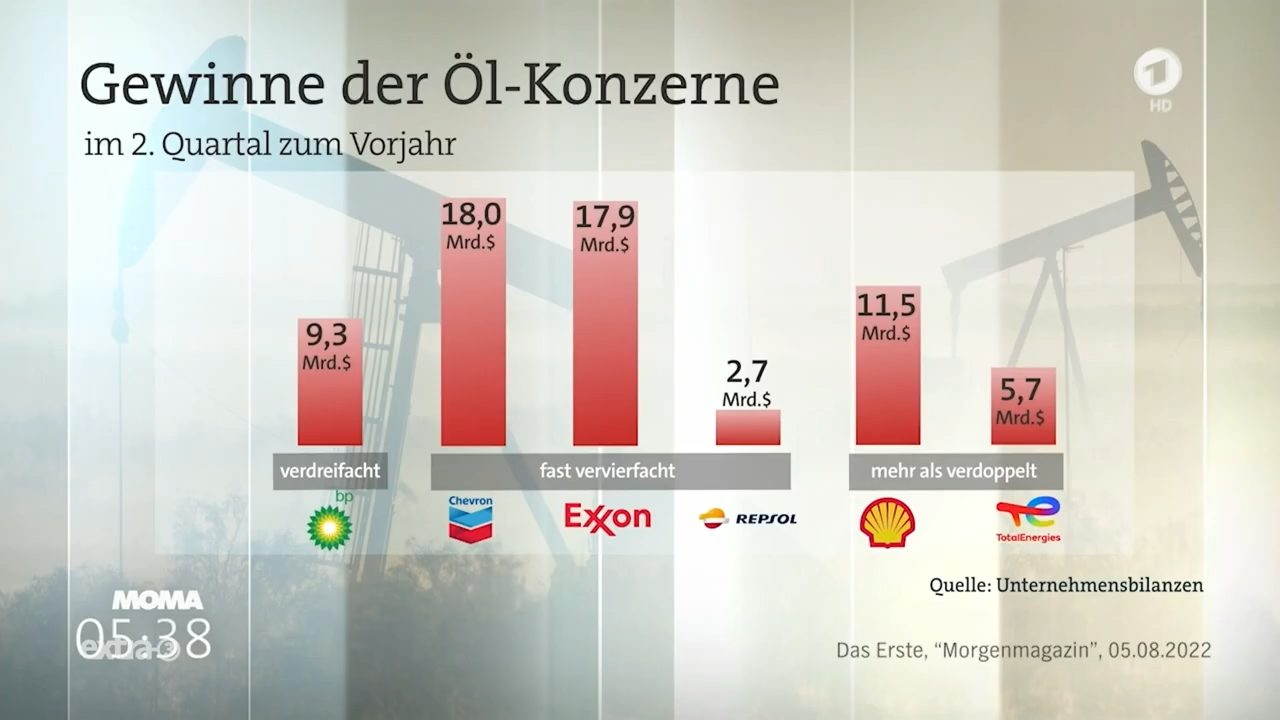 Gewinne der Öl-Konzerne
im 2. Quartal zum Vorjahr
1
HD
9,3
Mrd.$
18,0
Mrd.$
17,9
Mrd.$
2,7
Mrd.$
11,5
Mrd.$
5,7
Mrd.$
verdreifacht
fast vervierfacht
mehr als verdoppelt
bp
Chevron
Exxon
REPSOL
TotalEnergies
Quelle: Unternehmensbilanzen
MOMA
05:38
extra 3
Das Erste, “Morgenmagazin”, 05.08.2022